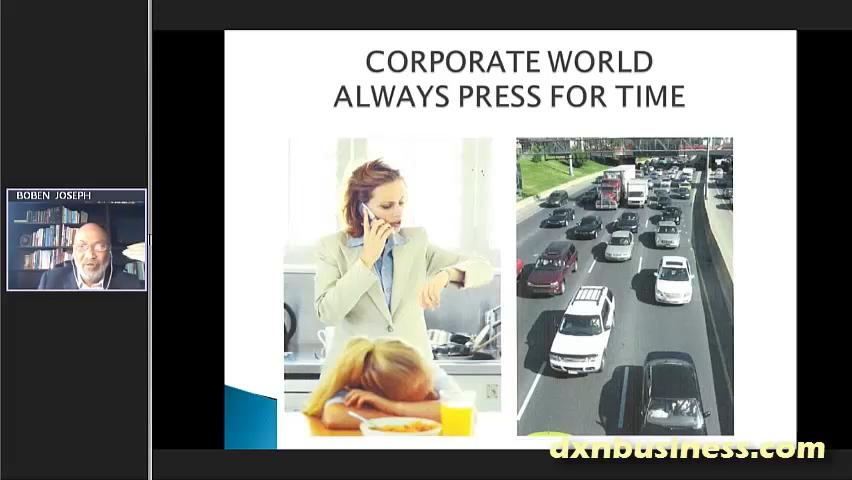 BOBEN JOSEPH
CORPORATE WORLD
ALWAYS PRESS FOR TIME
dxnbusiness.com